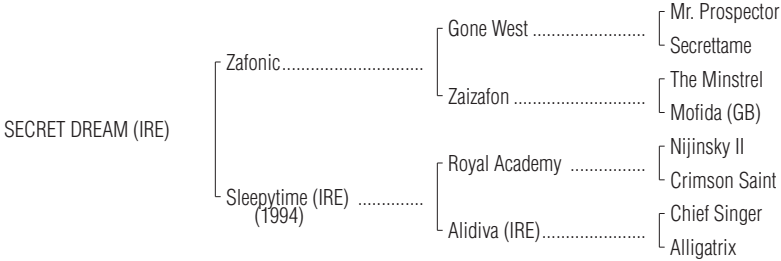 Mr. Prospector
Gone West ........................
Secrettame
Zafonic..............................
The Minstrel
Zaizafon ............................
Mofida (GB)
SECRET DREAM (IRE)
Nijinsky II
Royal Academy ................
Crimson Saint
Sleepytime (IRE) ..............
(1994)
Chief Singer
Alidiva (IRE)......................
Alligatrix